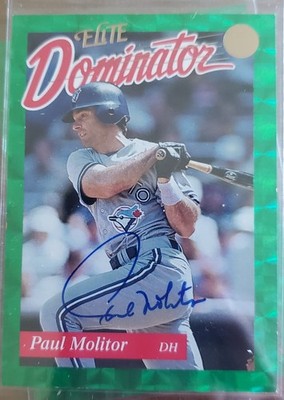 ELITE
Dominator
Paul Molitor
Paul Molitor DH